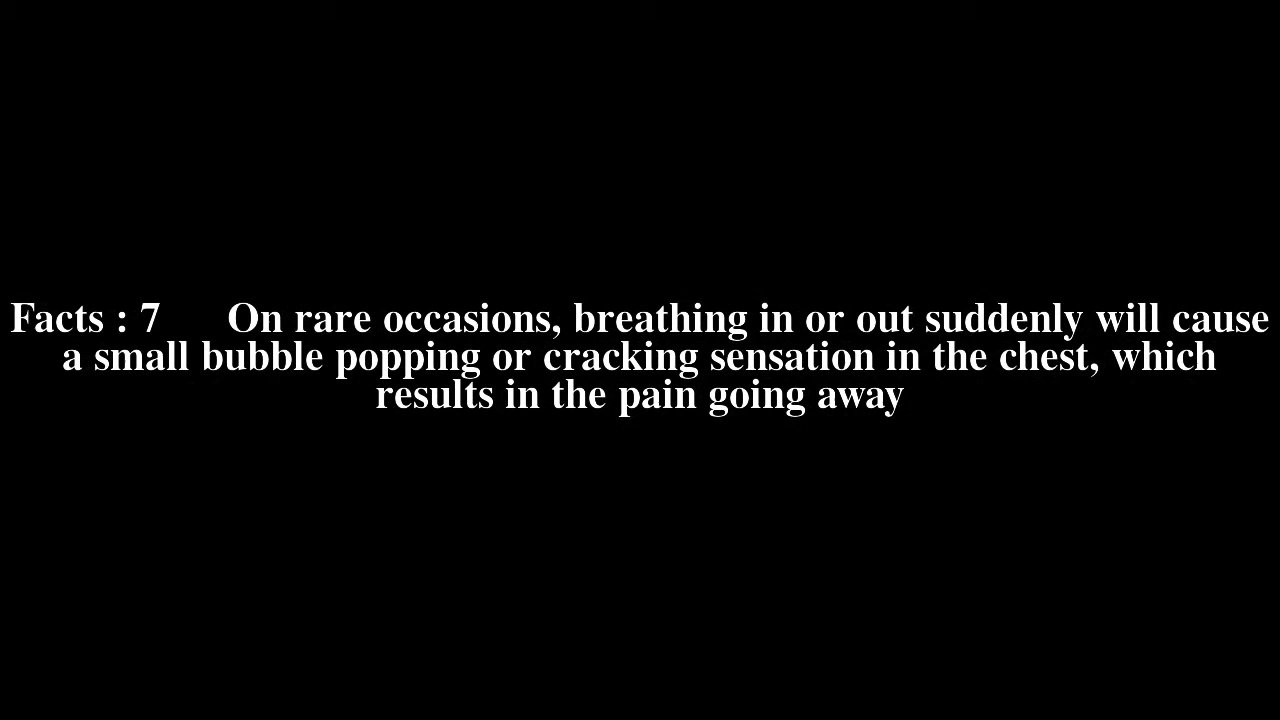 Facts : 7 On rare occasions, breathing in or out suddenly will cause
a small bubble popping or cracking sensation in the chest, which
results in the pain going away